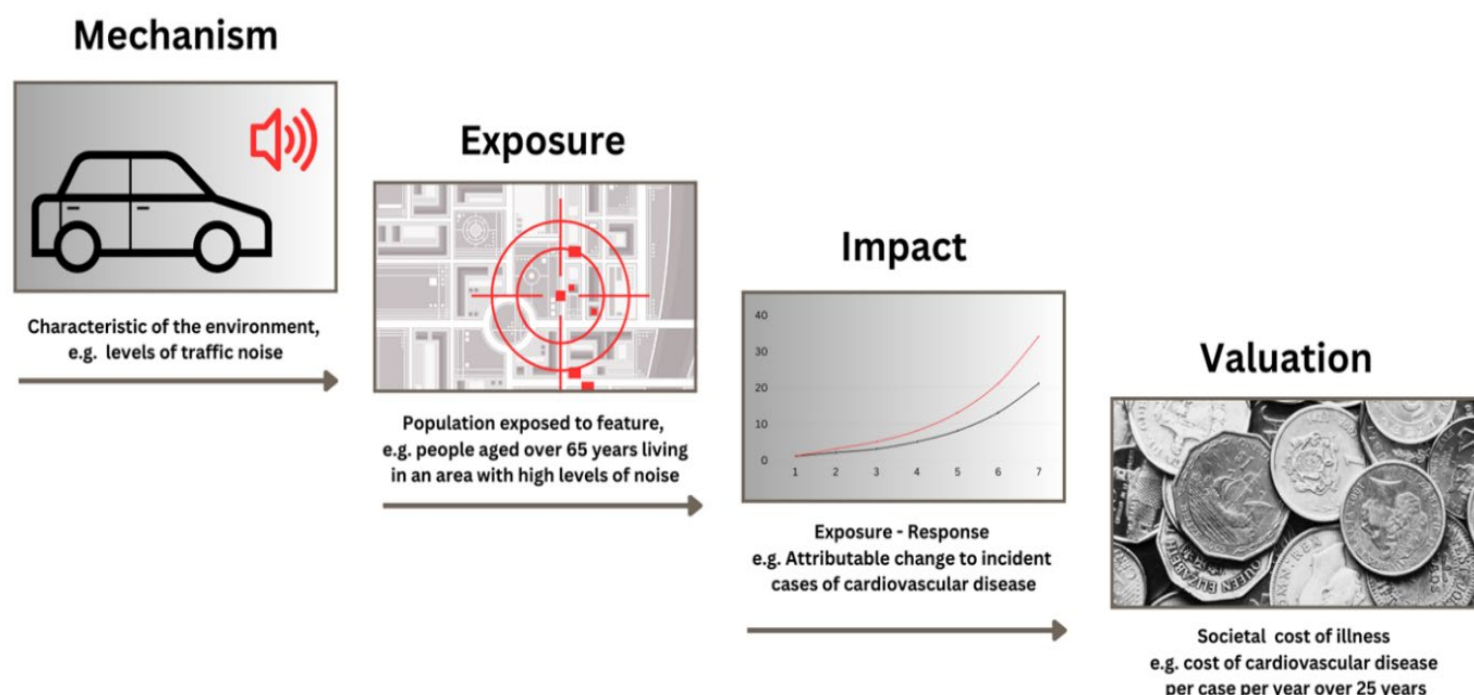 Mechanism
Characteristic of the environment,
e.g. levels of traffic noise
Exposure
Population exposed to feature,
e.g. people aged over 65 years living
in an area with high levels of noise
Impact
40
30
20
10
0
1 2 3 4 5 6 7
Exposure - Response
e.g. Attributable change to incident
cases of cardiovascular disease
Valuation
QUEEN ELIZABETH
Societal cost of illness
e.g. cost of cardiovascular disease
per case per year over 25 years